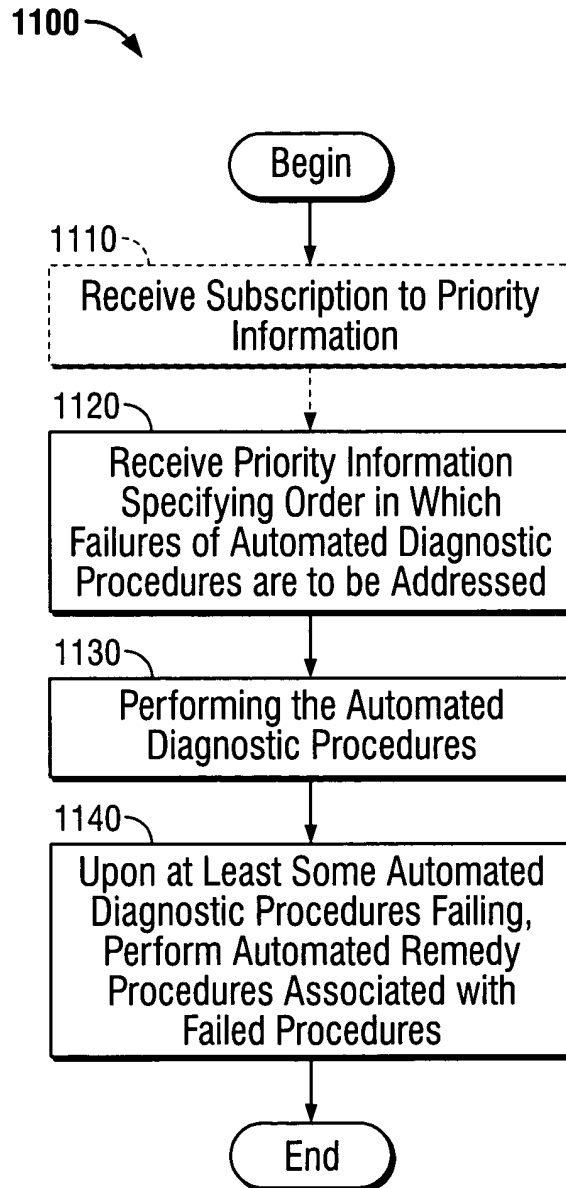 1100
Begin
1110
Receive Subscription to Priority
Information
1120
Receive Priority Information
Specifying Order in Which
Failures of Automated Diagnostic
Procedures are to be Addressed
1130
Performing the Automated
Diagnostic Procedures
1140
Upon at Least Some Automated
Diagnostic Procedures Failing,
Perform Automated Remedy
Procedures Associated with
Failed Procedures
End